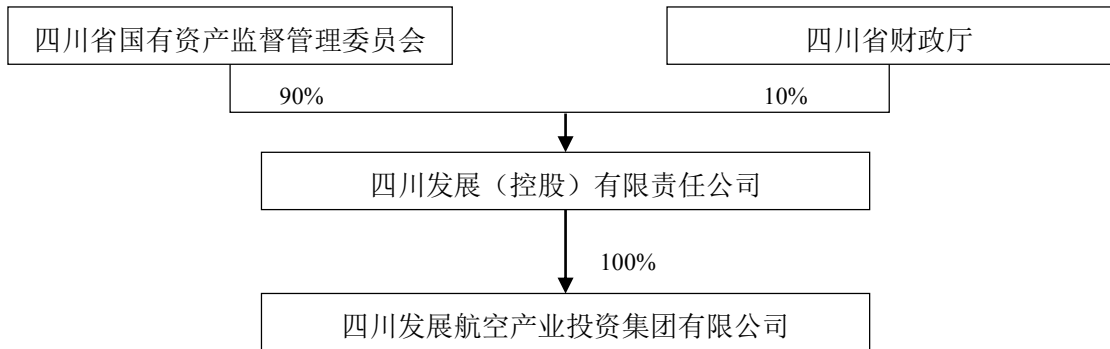 四川省国有资产监督管理委员会
四川省财政厅
90%
10%
四川发展（控股）有限责任公司
100%
四川发展航空产业投资集团有限公司